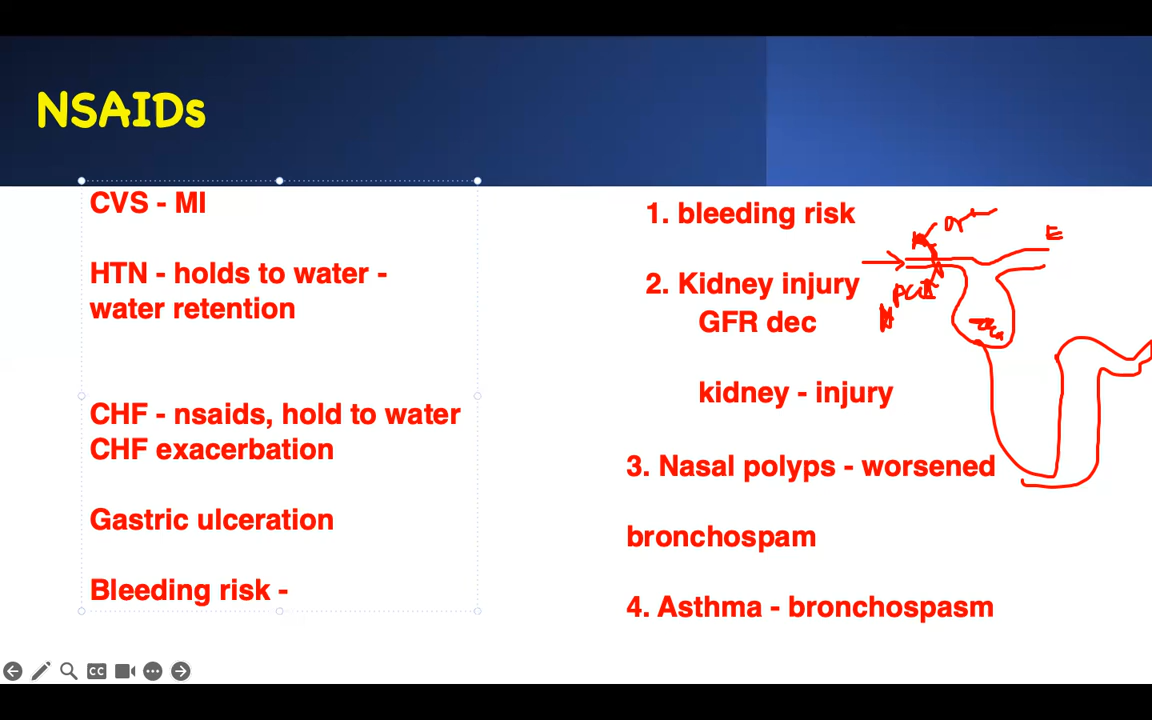 NSAIDs
CVS - MI
HTN - holds to water -
water retention
CHF - nsaids, hold to water
CHF exacerbation
Gastric ulceration
Bleeding risk -
1. bleeding risk
2. Kidney injury
GFR dec
kidney - injury
3. Nasal polyps - worsened
bronchospam
4. Asthma - bronchospasm
E
CC